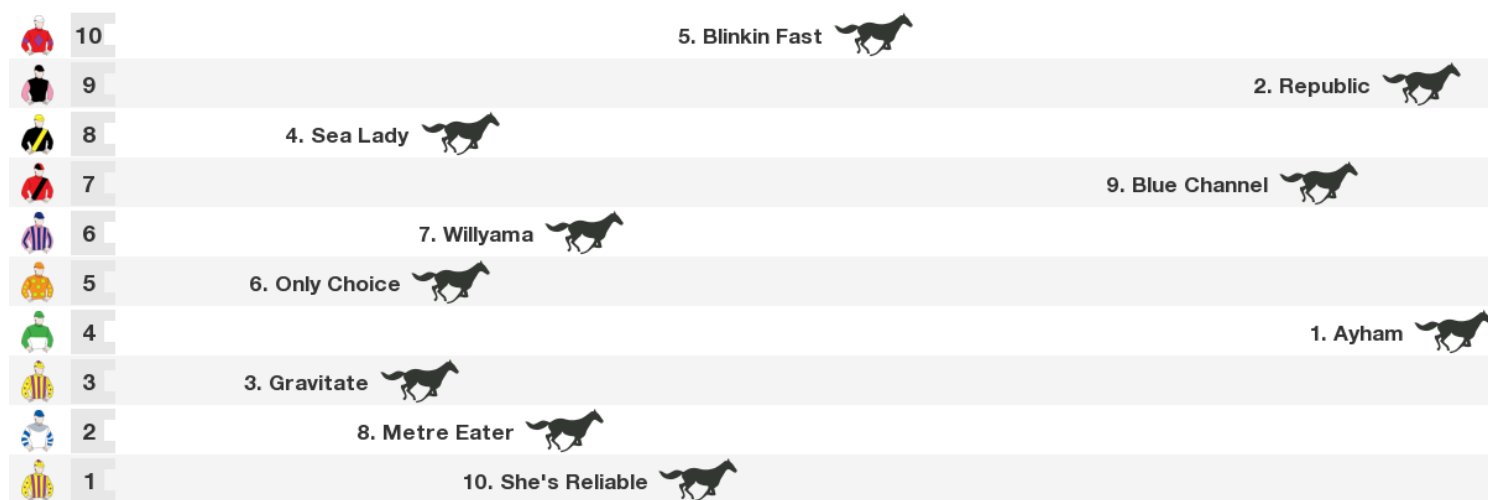 10 5. Blinkin Fast
9 2. Republic
8 4. Sea Lady
7 9. Blue Channel
6 7. Willyama
5 6. Only Choice
4 1. Ayham
3 3. Gravitate
2 8. Metre Eater
1 10. She's Reliable